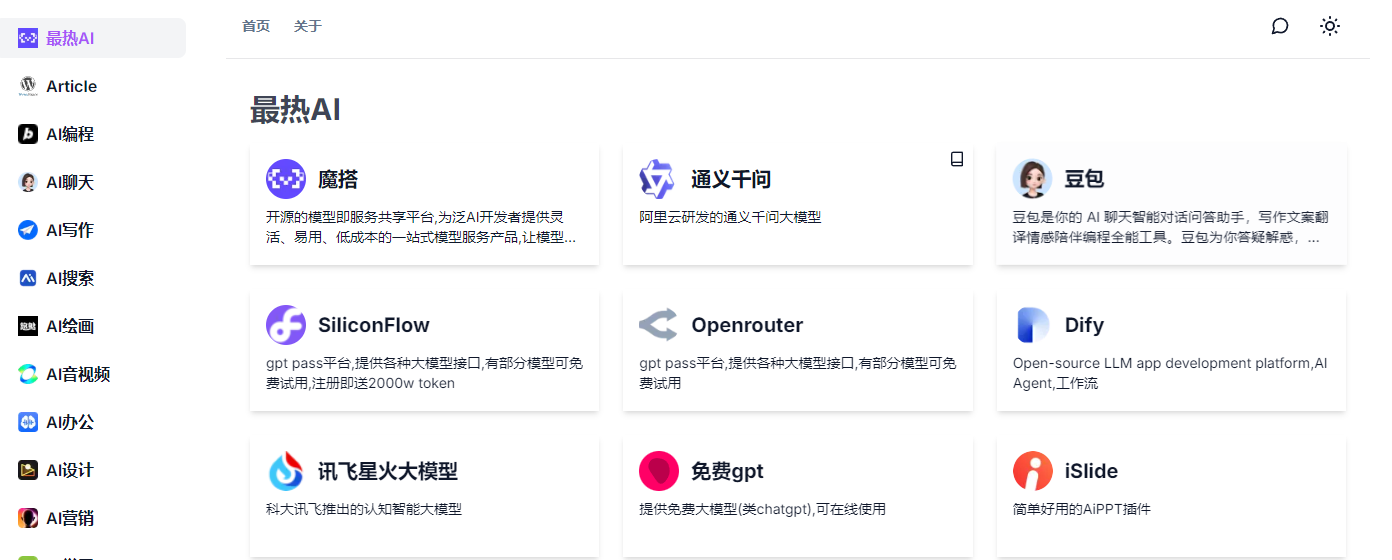 首页 关于
最热AI
Article
AI编程
AI聊天
AI写作
AI搜索
AI绘画
AI音视频
AI办公
AI设计
AI营销
最热AI
魔搭
开源的模型即服务共享平台,为泛AI开发者提供灵
活、易用、低成本的一站式模型服务产品,让模型...
通义千问
阿里云研发的通义千问大模型
豆包
豆包是你的 AI 聊天智能对话问答助手，写作文案翻
译情感陪伴编程全能工具。豆包为你答疑解惑，...
SiliconFlow
gpt pass平台,提供各种大模型接口,有部分模型可免
费试用,注册即送2000w token
Openrouter
gpt pass平台,提供各种大模型接口,有部分模型可免
费试用
Dify
Open-source LLM app development platform,AI
Agent,工作流
讯飞星火大模型
科大讯飞推出的认知智能大模型
免费gpt
提供免费大模型(类chatgpt),可在线使用
iSlide
简单好用的AiPPT插件